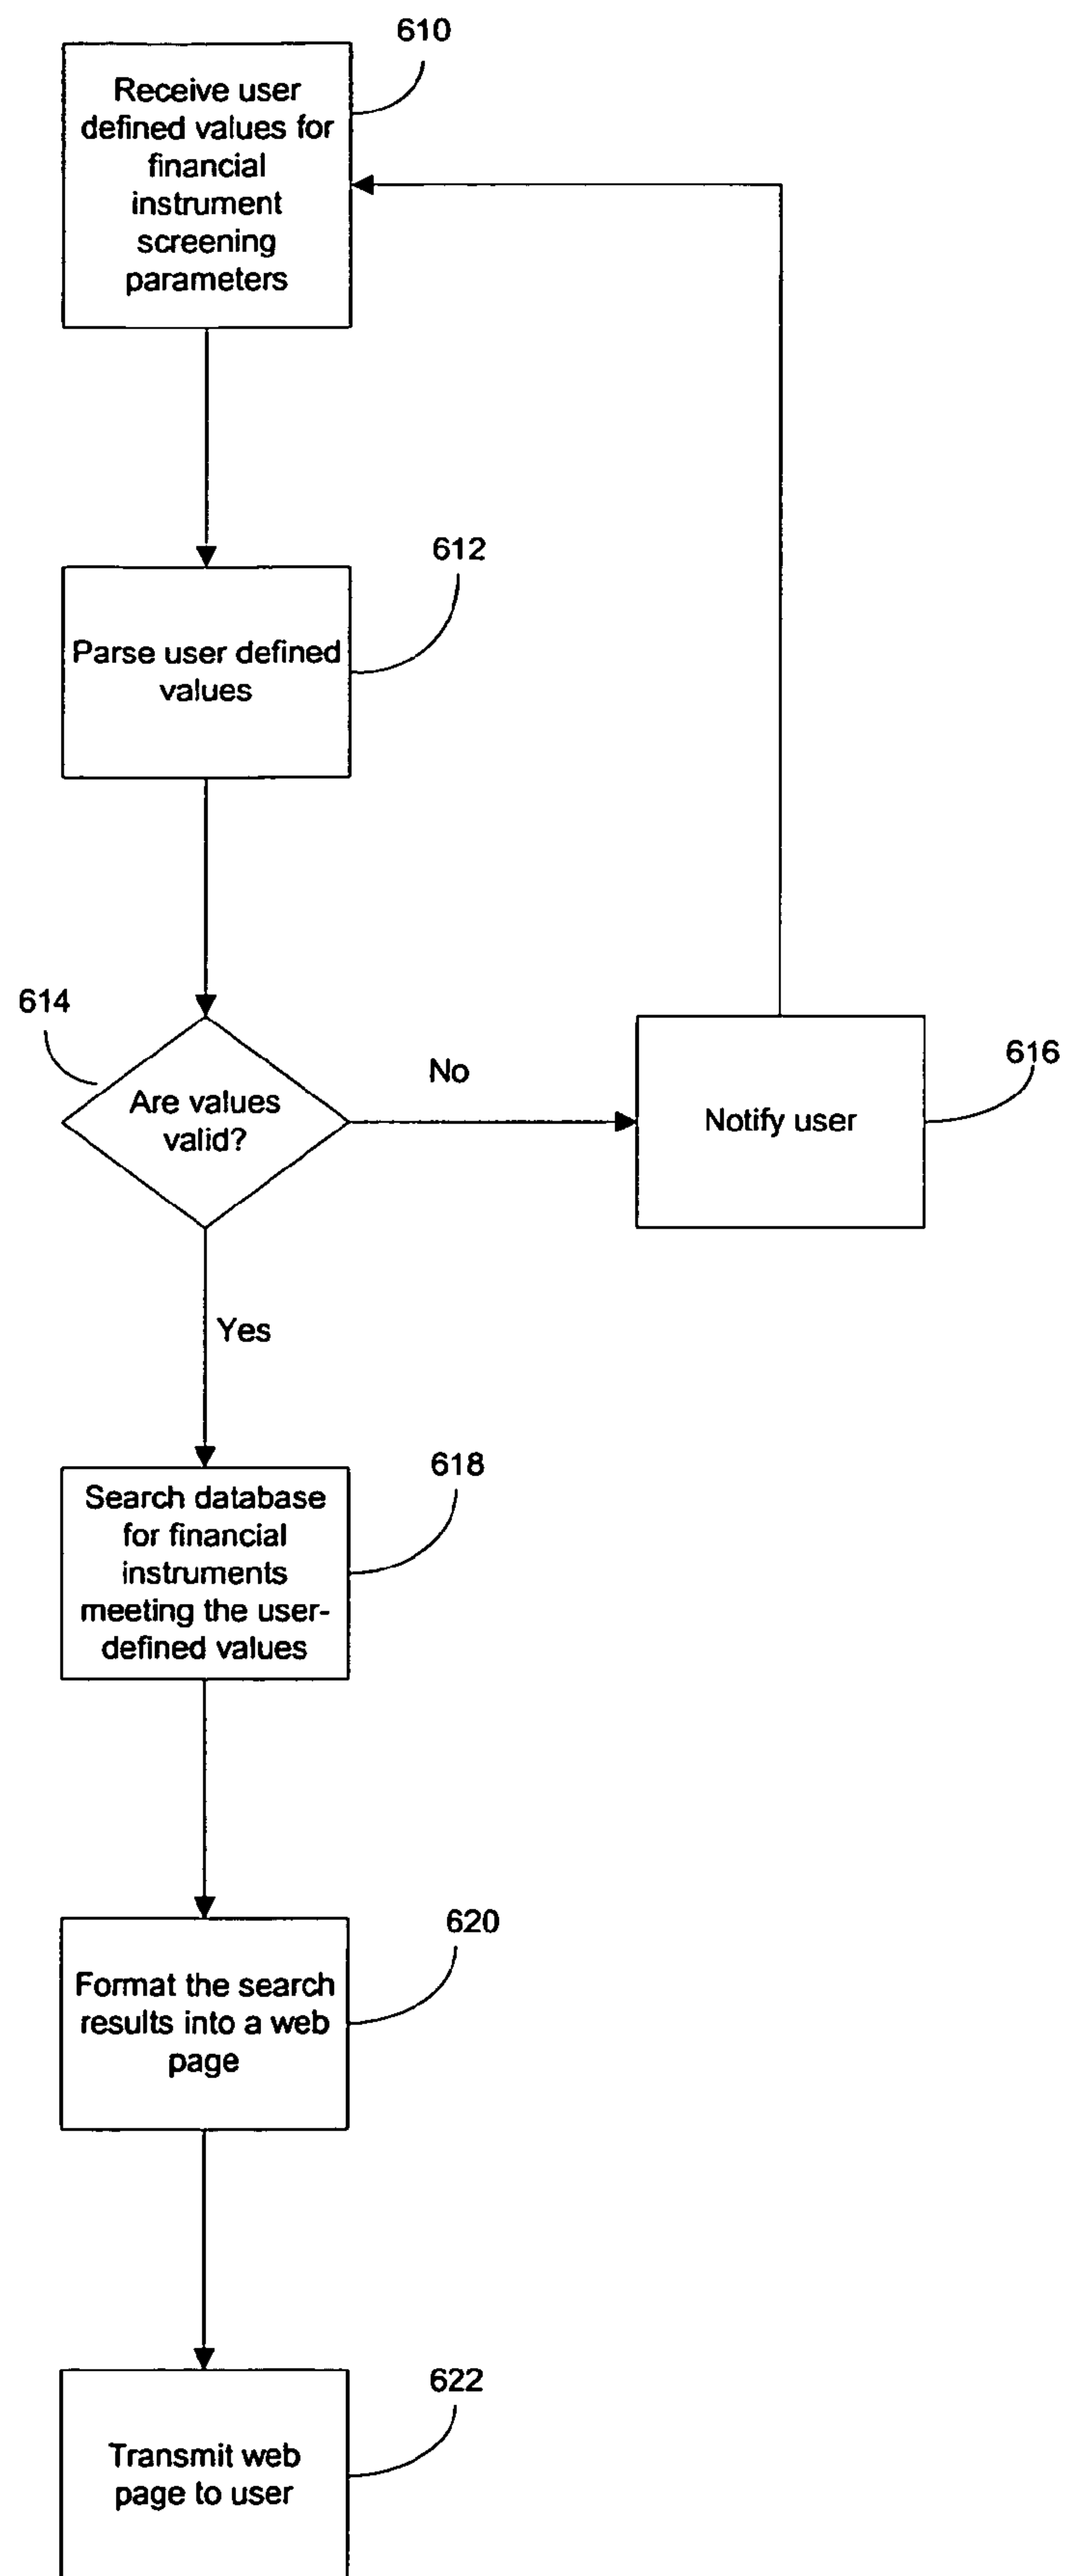 610
Receive user
defined values for
financial
instrument
screening
parameters
612
Parse user defined
values
614
Are values
valid?
No
616
Notify user
Yes
618
Search database
for financial
instruments
meeting the user-
defined values
620
Format the search
results into a web
page
622
Transmit web
page to user